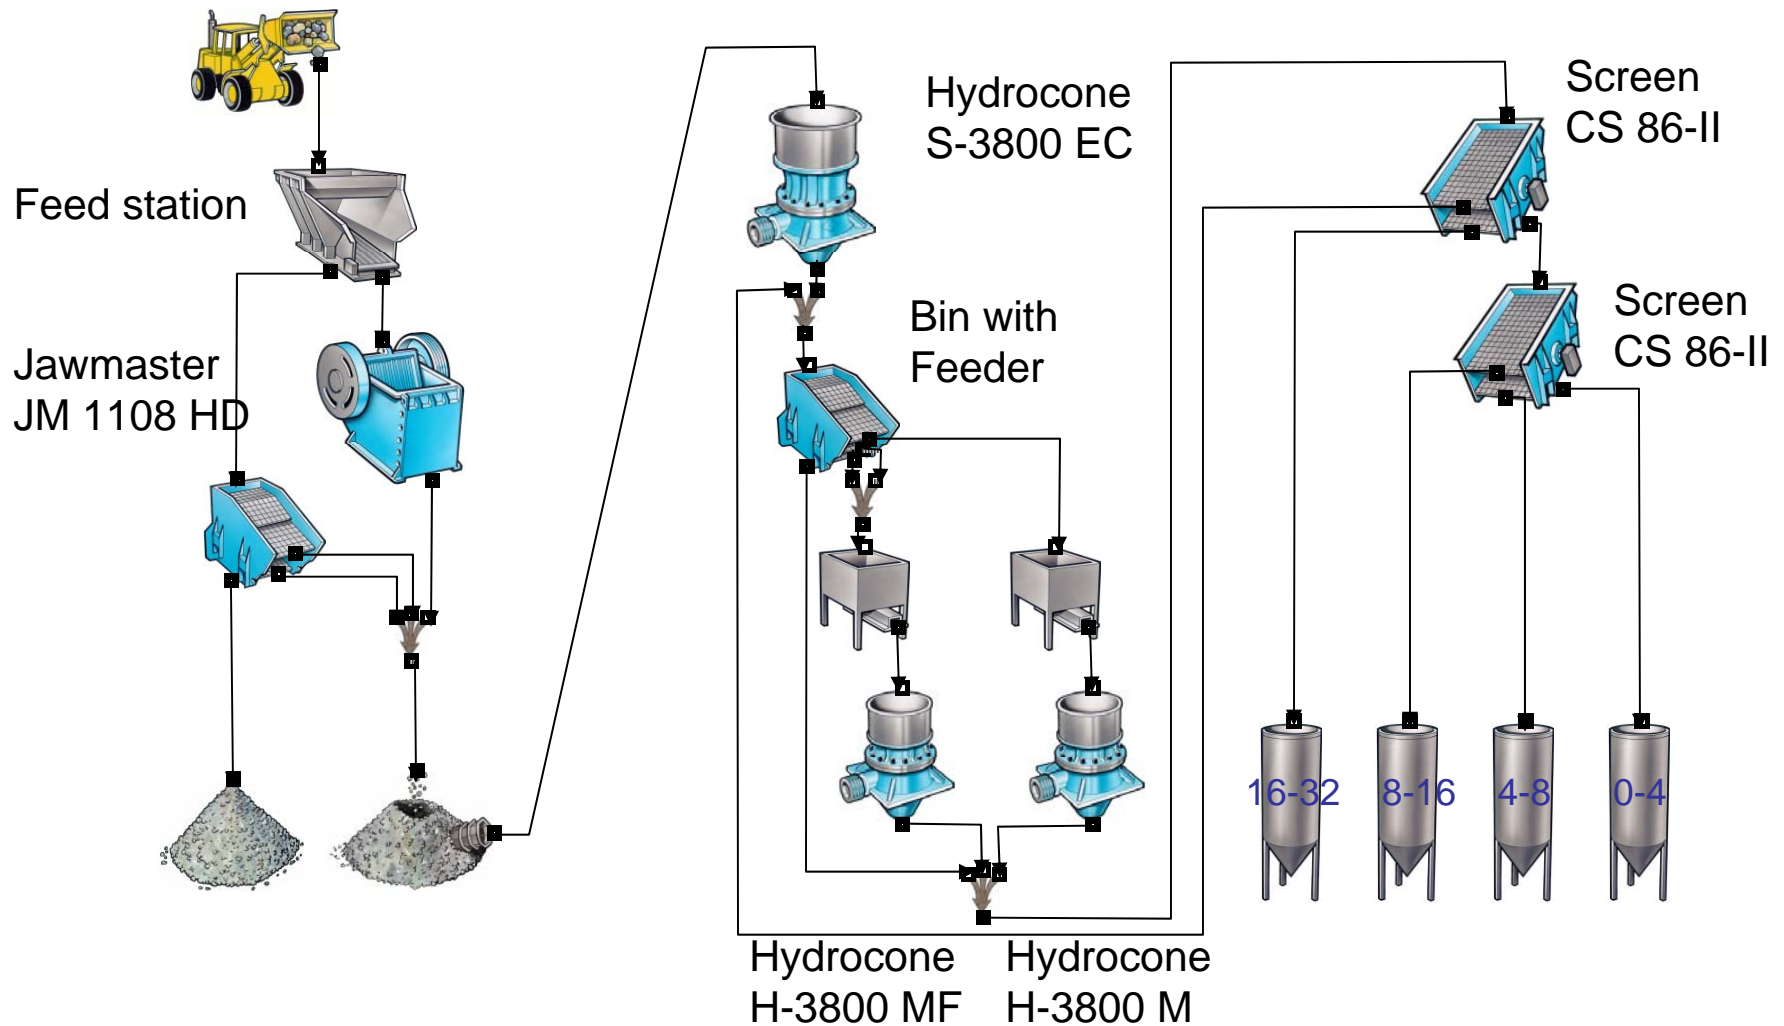 Feed station
Jawmaster
JM 1108 HD
Hydrocone
S-3800 EC
Bin with
Feeder
Hydrocone
H-3800 MF
Hydrocone
H-3800 M
Screen
CS 86-II
Screen
CS 86-II
16-32
8-16
4-8
0-4